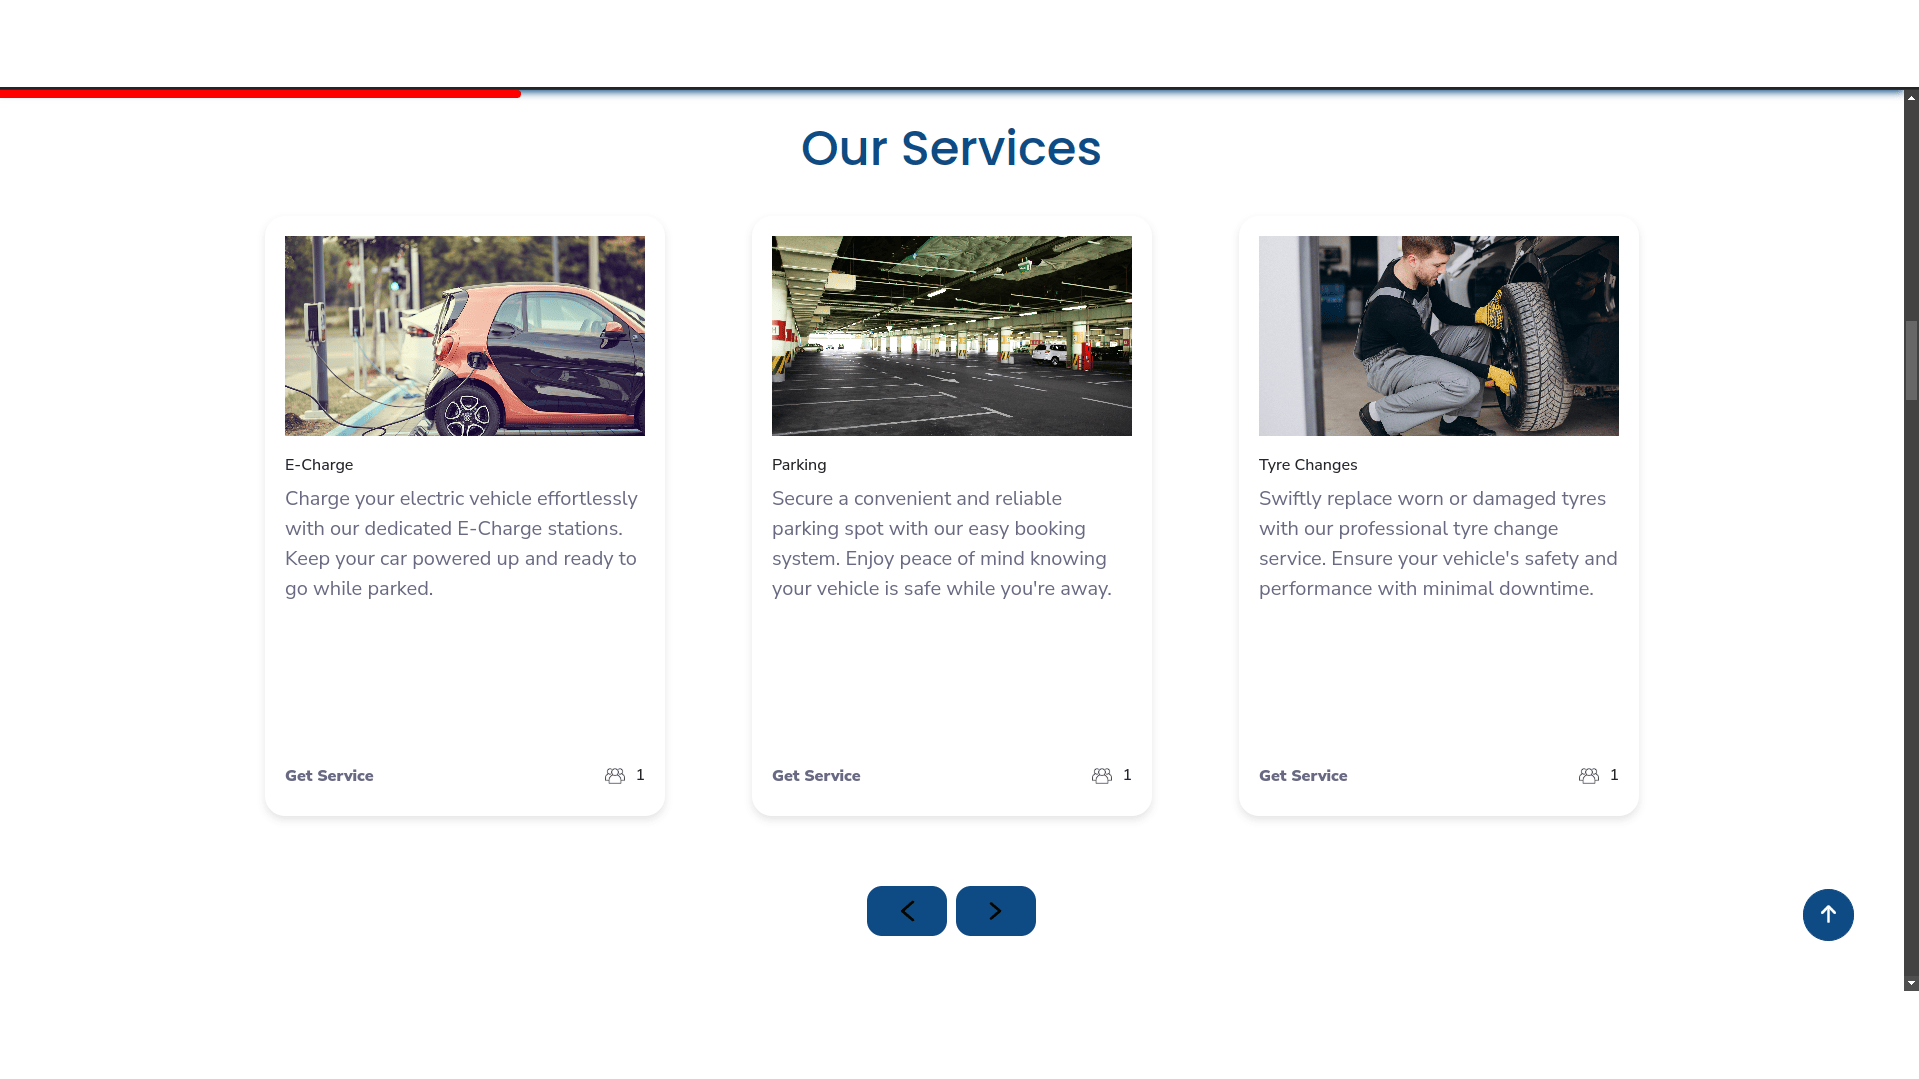 Our Services
E-Charge
Charge your electric vehicle effortlessly
with our dedicated E-Charge stations.
Keep your car powered up and ready to
go while parked.
Get Service
1
Parking
Secure a convenient and reliable
parking spot with our easy booking
system. Enjoy peace of mind knowing
your vehicle is safe while you're away.
Get Service
1
Tyre Changes
Swiftly replace worn or damaged tyres
with our professional tyre change
service. Ensure your vehicle's safety and
performance with minimal downtime.
Get Service
1